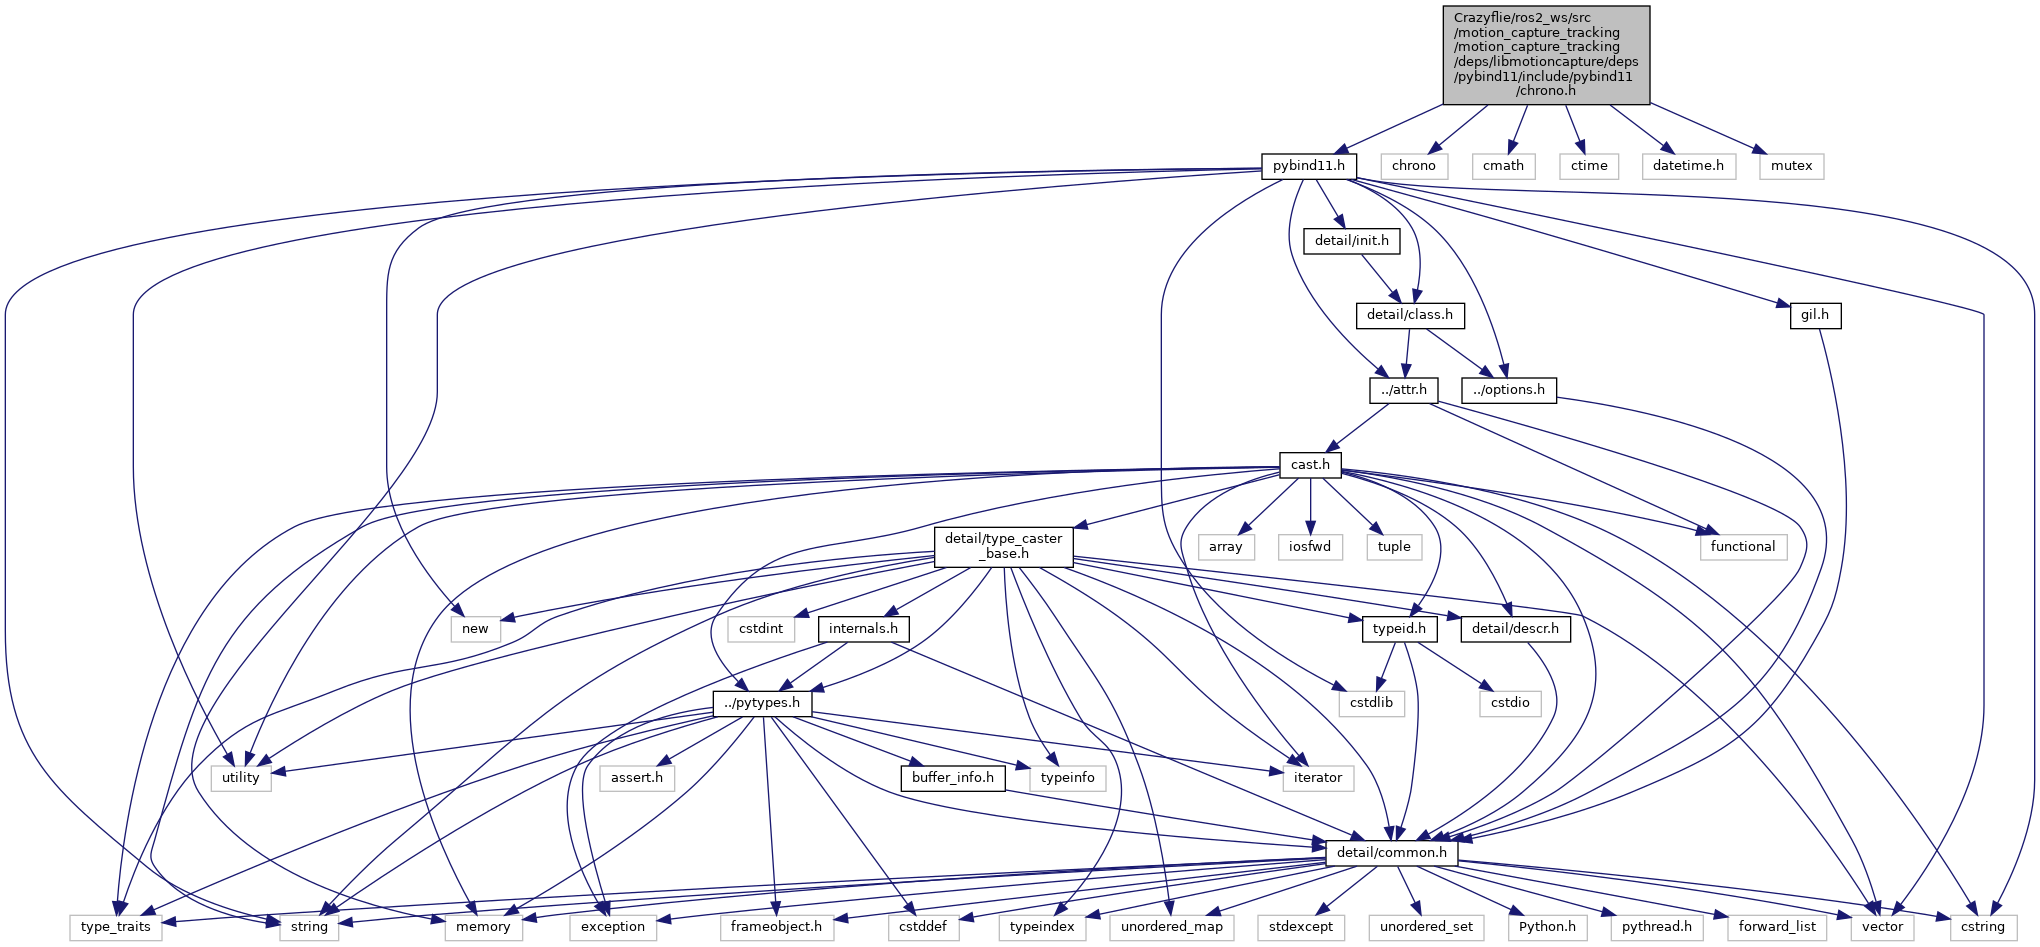 Crazyflie/ros2_ws/src
/motion_capture_tracking
/motion_capture_tracking
/deps/libmotioncapture/deps
/pybind11/include/pybind11
/chrono.h
pybind11.h
chrono
cmath
ctime
datetime.h
mutex
detail/init.h
detail/class.h
gil.h
../attr.h
../options.h
cast.h
detail/type_caster
_base.h
array
iosfwd
tuple
functional
new
cstdint
internals.h
typeid.h
detail/descr.h
../pytypes.h
cstdlib
cstdio
utility
assert.h
buffer_info.h
typeinfo
iterator
detail/common.h
type_traits
string
memory
exception
frameobject.h
cstddef
typeindex
unordered_map
stdexcept
unordered_set
Python.h
pythread.h
forward_list
vector
cstring